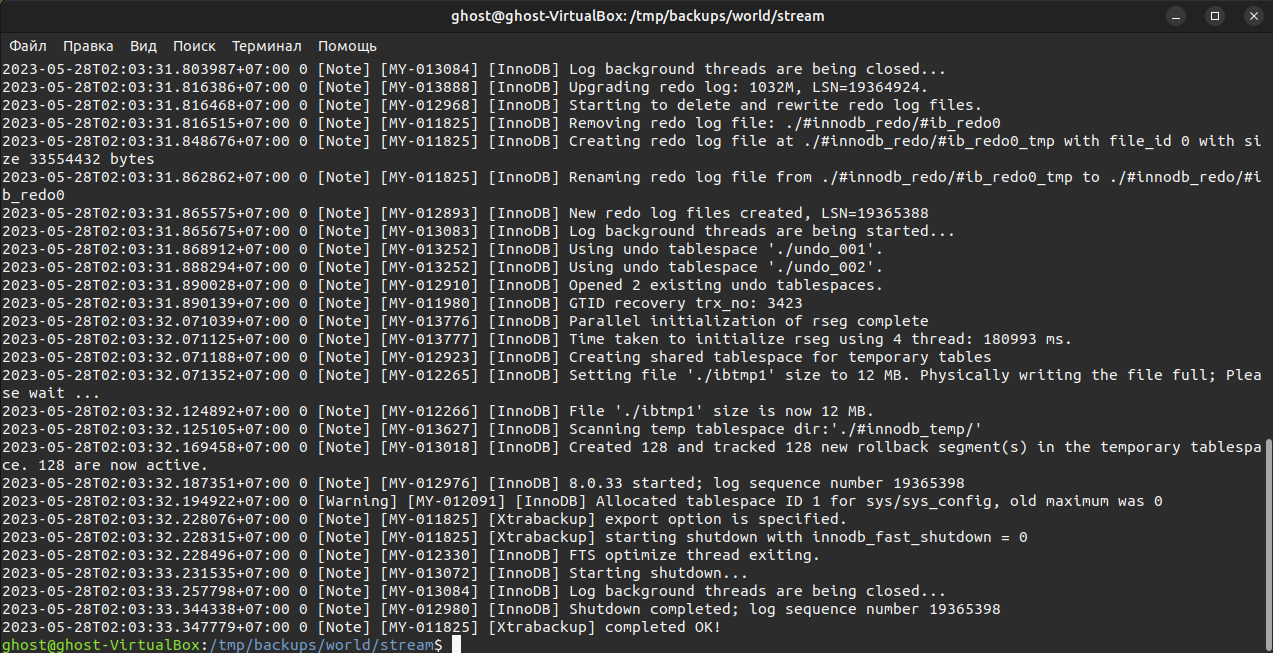 ghost@ghost-VirtualBox: /tmp/backups/world/stream
Файл Правка Вид Поиск Терминал Помощь
2023-05-28T02:03:31.803987+07:00 0 [Note] [MY-013084] [InnoDB] Log background threads are being closed...
2023-05-28T02:03:31.816386+07:00 0 [Note] [MY-013888] [InnoDB] Upgrading redo log: 1032M, LSN=19364924.
2023-05-28T02:03:31.816468+07:00 0 [Note] [MY-012968] [InnoDB] Starting to delete and rewrite redo log files.
2023-05-28T02:03:31.816515+07:00 0 [Note] [MY-011825] [InnoDB] Removing redo log file: ./#innodb_redo/#ib_redo0
2023-05-28T02:03:31.848676+07:00 0 [Note] [MY-011825] [InnoDB] Creating redo log file at ./#innodb_redo/#ib_redo0_tmp with file_id 0 with si
ze 33554432 bytes
2023-05-28T02:03:31.862862+07:00 0 [Note] [MY-011825] [InnoDB] Renaming redo log file from ./#innodb_redo/#ib_redo0_tmp to ./#innodb_redo/#i
b_redo0
2023-05-28T02:03:31.865575+07:00 0 [Note] [MY-012893] [InnoDB] New redo log files created, LSN=19365388
2023-05-28T02:03:31.865675+07:00 0 [Note] [MY-013083] [InnoDB] Log background threads are being started...
2023-05-28T02:03:31.868912+07:00 0 [Note] [MY-013252] [InnoDB] Using undo tablespace './undo_001'.
2023-05-28T02:03:31.888294+07:00 0 [Note] [MY-013252] [InnoDB] Using undo tablespace './undo_002'.
2023-05-28T02:03:31.890028+07:00 0 [Note] [MY-012910] [InnoDB] Opened 2 existing undo tablespaces.
2023-05-28T02:03:31.890139+07:00 0 [Note] [MY-011980] [InnoDB] GTID recovery trx_no: 3423
2023-05-28T02:03:32.071039+07:00 0 [Note] [MY-013776] [InnoDB] Parallel initialization of rseg complete
2023-05-28T02:03:32.071125+07:00 0 [Note] [MY-013777] [InnoDB] Time taken to initialize rseg using 4 thread: 180993 ms.
2023-05-28T02:03:32.071188+07:00 0 [Note] [MY-012923] [InnoDB] Creating shared tablespace for temporary tables
2023-05-28T02:03:32.071352+07:00 0 [Note] [MY-012265] [InnoDB] Setting file './ibtmp1' size to 12 MB. Physically writing the file full; Plea
se wait ...
2023-05-28T02:03:32.124892+07:00 0 [Note] [MY-012266] [InnoDB] File './ibtmp1' size is now 12 MB.
2023-05-28T02:03:32.125105+07:00 0 [Note] [MY-013627] [InnoDB] Scanning temp tablespace dir:'./#innodb_temp/'
2023-05-28T02:03:32.169458+07:00 0 [Note] [MY-013018] [InnoDB] Created 128 and tracked 128 new rollback segment(s) in the temporary tablespa
ce. 128 are now active.
2023-05-28T02:03:32.187351+07:00 0 [Note] [MY-012976] [InnoDB] 8.0.33 started; log sequence number 19365398
2023-05-28T02:03:32.194922+07:00 0 [Warning] [MY-012091] [InnoDB] Allocated tablespace ID 1 for sys/sys_config, old maximum was 0
2023-05-28T02:03:32.228076+07:00 0 [Note] [MY-011825] [Xtrabackup] export option is specified.
2023-05-28T02:03:32.228315+07:00 0 [Note] [MY-011825] [Xtrabackup] starting shutdown with innodb_fast_shutdown = 0
2023-05-28T02:03:32.228496+07:00 0 [Note] [MY-012330] [InnoDB] FTS optimize thread exiting.
2023-05-28T02:03:33.231535+07:00 0 [Note] [MY-013072] [InnoDB] Starting shutdown...
2023-05-28T02:03:33.257798+07:00 0 [Note] [MY-013084] [InnoDB] Log background threads are being closed...
2023-05-28T02:03:33.344338+07:00 0 [Note] [MY-012980] [InnoDB] Shutdown completed; log sequence number 19365398
2023-05-28T02:03:33.347779+07:00 0 [Note] [MY-011825] [Xtrabackup] completed OK!
ghost@ghost-VirtualBox:/tmp/backups/world/stream$